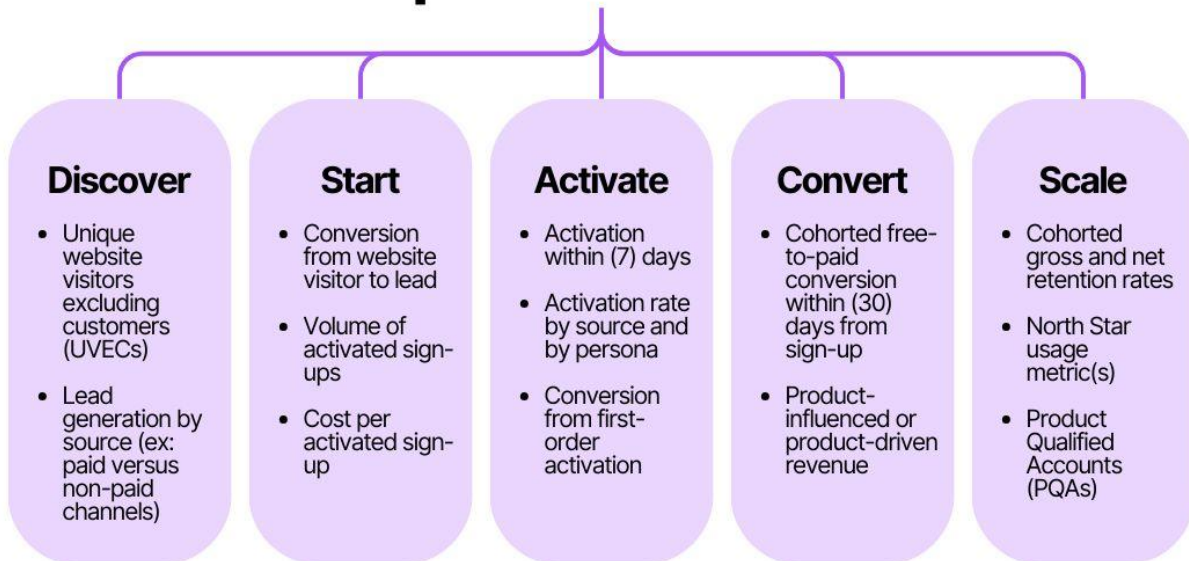 Discover
• Unique
website
visitors
excluding
customers
(UVECs)
• Lead
generation by
source (ex:
paid versus
non-paid
channels)
Start
• Conversion
from website
visitor to lead
• Volume of
activated sign-
ups
• Cost per
activated sign-
up
Activate
• Activation
within (7) days
• Activation rate
by source and
by persona
• Conversion
from first-
order
activation
Convert
• Cohorted free-
to-paid
conversion
within (30)
days from
sign-up
• Product-
influenced or
product-driven
revenue
Scale
• Cohorted
gross and net
retention rates
• North Star
usage
metric(s)
• Product
Qualified
Accounts
(PQAs)